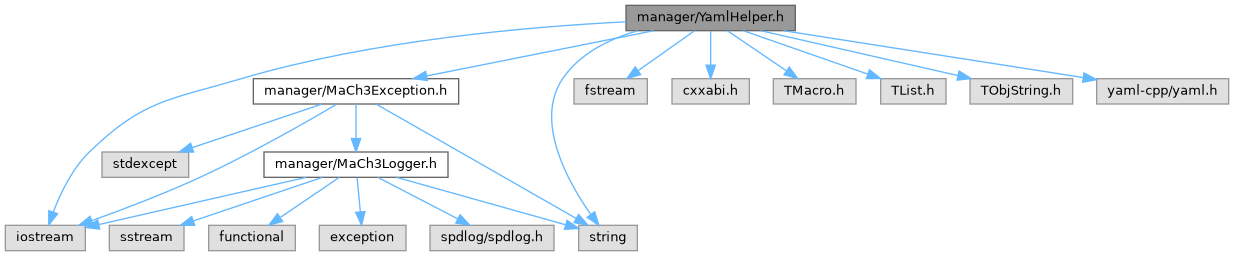 manager/YamlHelper.h
manager/MaCh3Exception.h
fstream
cxxabi.h
TMacro.h
TList.h
TObjString.h
yaml-cpp/yaml.h
stdexcept
manager/MaCh3Logger.h
iostream
sstream
functional
exception
spdlog/spdlog.h
string